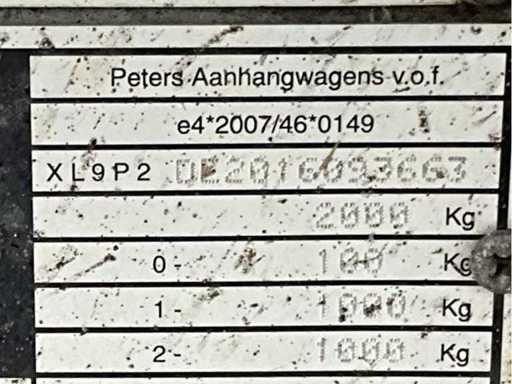 Peters Aanhangwagens v.o.f.
e4*2007/46*0149
XL9P2 0E2016093663
2000 Kg
0- 100 Kg
1- 1000 Kg
2- 1000 Kg